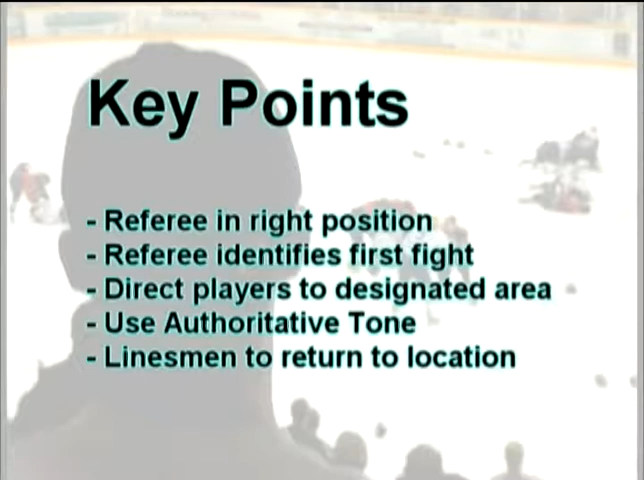 Key Points
- Referee in right position
- Referee identifies first fight
- Direct players to designated area
- Use Authoritative Tone
- Linesmen to return to location